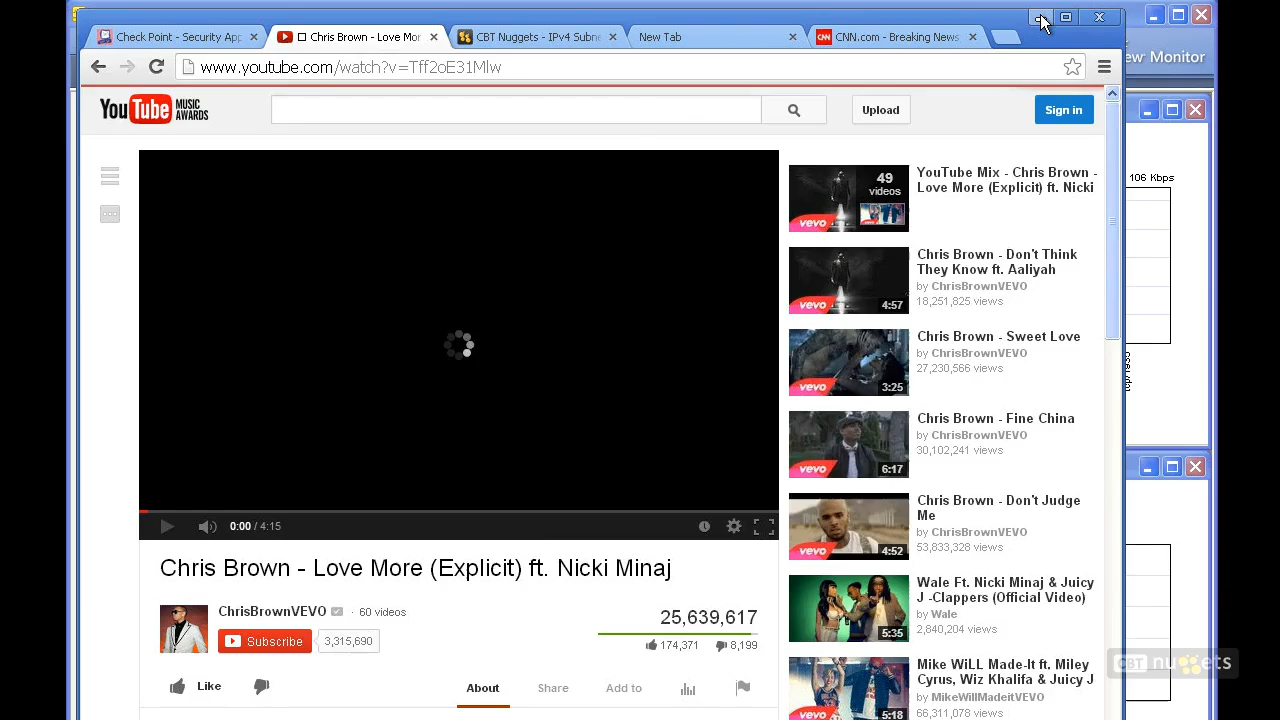 Check Point - Security App
Chris Brown - Love Mor
CBT Nuggets - IPv4 Subne
New Tab
CNN.com - Breaking News
www.youtube.com/watch?v=Tff2oE31Mlw
ew Monitor
YouTube MUSIC AWARDS
Upload
Sign in
106 Kbps
49
videos
vevo
YouTube Mix - Chris Brown -
Love More (Explicit) ft. Nicki
vevo
4:57
Chris Brown - Don't Think
They Know ft. Aaliyah
by ChrisBrownVEVO
18,251,825 views
vevo
3:25
Chris Brown - Sweet Love
by ChrisBrownVEVO
27,230,566 views
vevo
6:17
Chris Brown - Fine China
by ChrisBrownVEVO
30,102,241 views
vevo
4:52
Chris Brown - Don't Judge
Me
by ChrisBrownVEVO
53,833,328 views
5:35
Wale Ft. Nicki Minaj & Juicy
J -Clappers (Official Video)
by Wale
2,840,204 views
vevo
5:18
Mike WiLL Made-It ft. Miley
Cyrus, Wiz Khalifa & Juicy J
by MikeWillMadeitVEVO
66,311,078 views
0:00 / 4:15
Chris Brown - Love More (Explicit) ft. Nicki Minaj
ChrisBrownVEVO · 60 videos
Subscribe 3,315,690
25,639,617
174,371 8,199
Like
About
Share
Add to
CBT nuggets